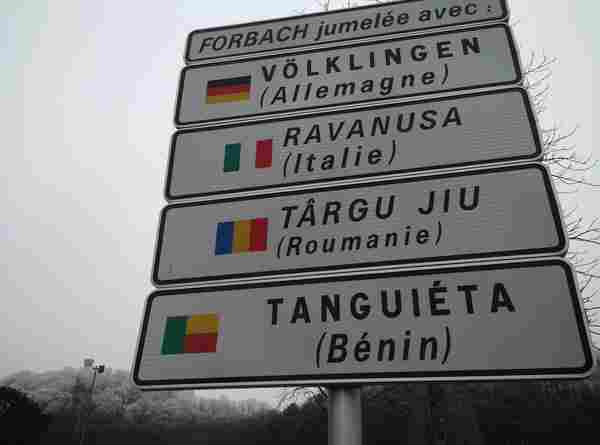 FORBACH jumelée avec :
VÖLKLINGEN
(Allemagne)
RAVANUSA
(Italie)
TÂRGU JIU
(Roumanie)
TANGUIÉTA
(Bénin)